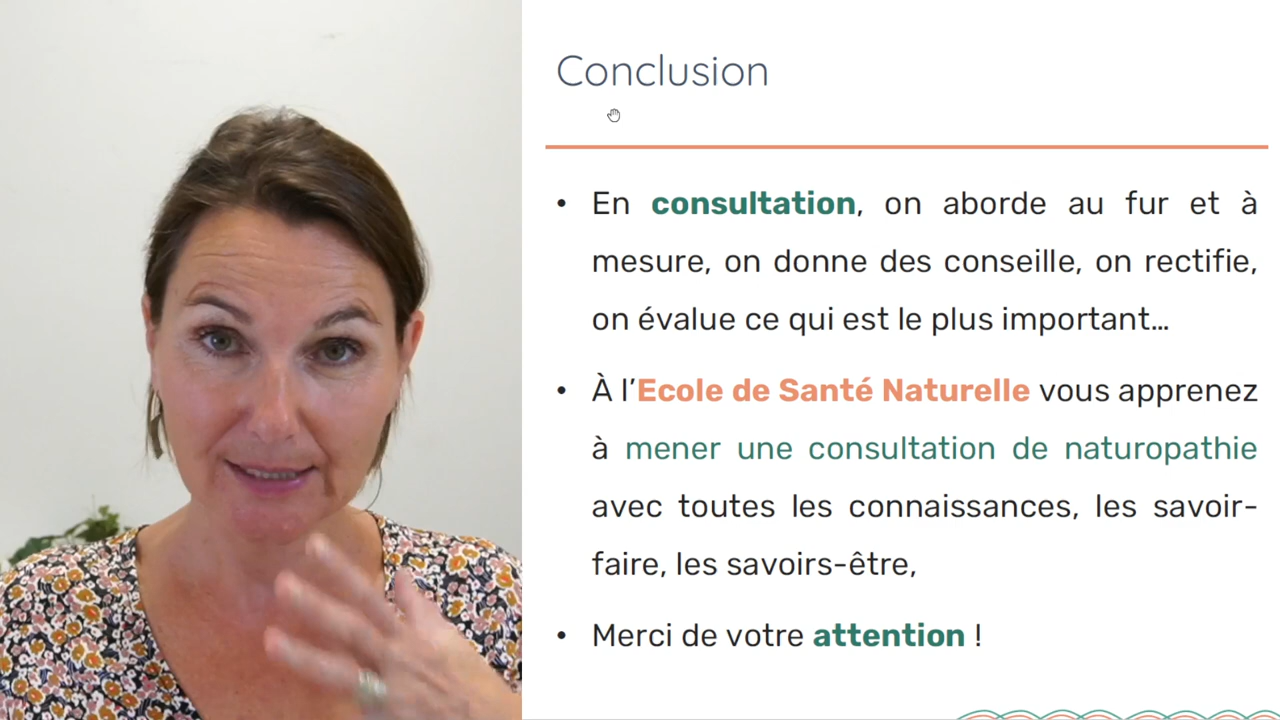 Conclusion
• En consultation, on aborde au fur et à
mesure, on donne des conseille, on rectifie,
on évalue ce qui est le plus important…
• À l’Ecole de Santé Naturelle vous apprenez
à mener une consultation de naturopathie
avec toutes les connaissances, les savoir-
faire, les savoirs-être,
• Merci de votre attention !